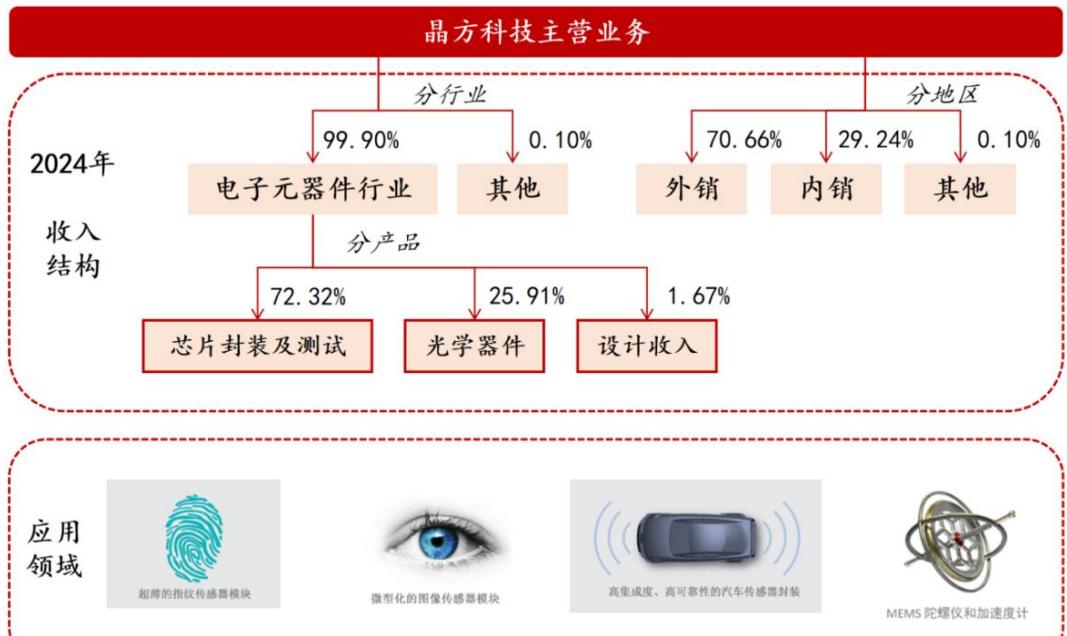 晶方科技主营业务
分行业
分地区
99.90%
0.10%
70.66%
29.24%
0.10%
2024年
收入
结构
电子元器件行业
其他
外销
内销
其他
分产品
72.32%
25.91%
1.67%
芯片封装及测试
光学器件
设计收入
应用
领域
超薄的指纹传感器模块
微型化的图像传感器模块
高集成度、高可靠性的汽车传感器封装
MEMS 陀螺仪和加速度计